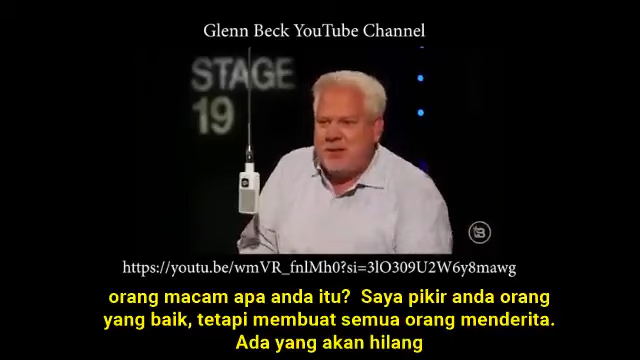 Glenn Beck YouTube Channel
STAGE
19
https://youtu.be/wmVR_fnlMh0?si=3lO309U2W6y8mawg
orang macam apa anda itu?  Saya pikir anda orang
yang baik, tetapi membuat semua orang menderita.
Ada yang akan hilang